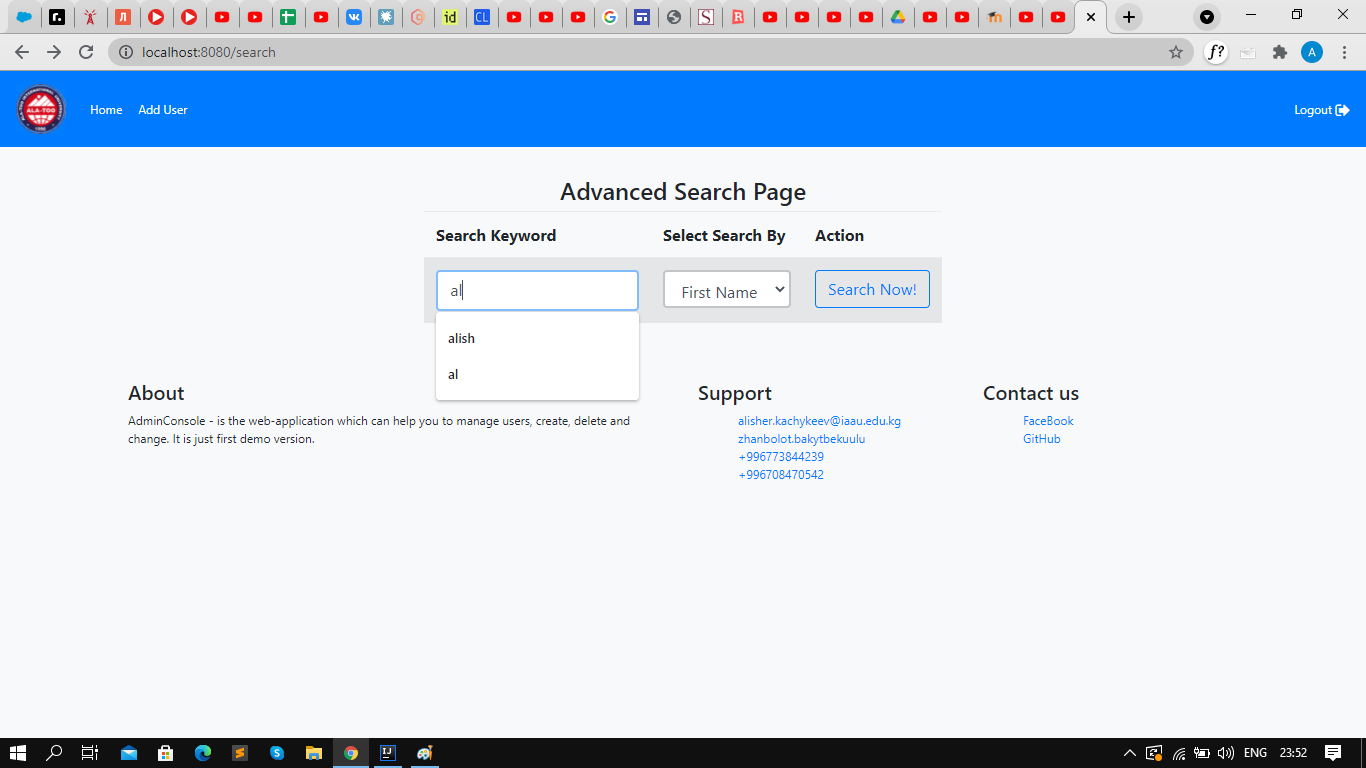 localhost:8080/search
A
ALA-TOO
Home
Add User
Logout
Advanced Search Page
Search Keyword
Select Search By
Action
al
First Name
Search Now!
alish
al
About
AdminConsole - is the web-application which can help you to manage users, create, delete and
change. It is just first demo version.
Support
alisher.kachykeev@iaau.edu.kg
zhanbolot.bakytbekuulu
+996773844239
+996708470542
Contact us
FaceBook
GitHub
ENG
23:52